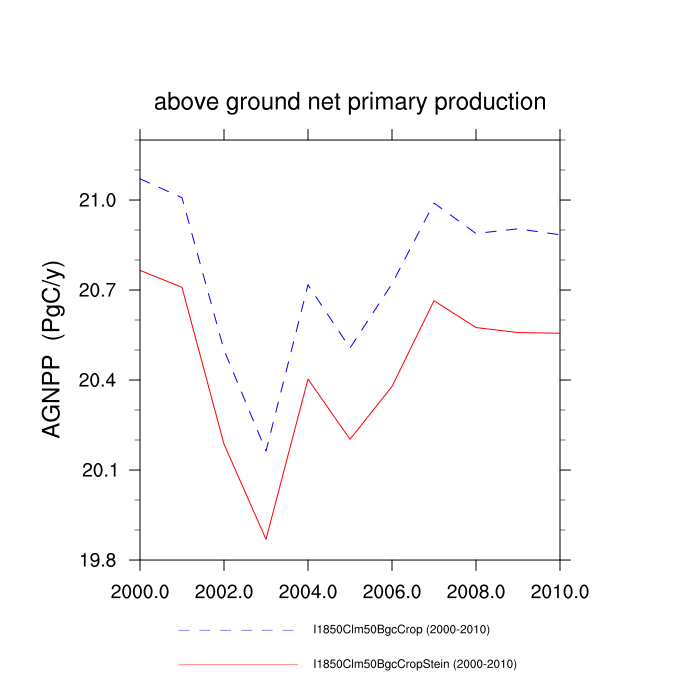 above ground net primary production
AGNPP (PgC/y)
21.0
20.7
20.4
20.1
19.8
2000.0 2002.0 2004.0 2006.0 2008.0 2010.0
I1850Clm50BgcCrop (2000-2010)
I1850Clm50BgcCropStein (2000-2010)